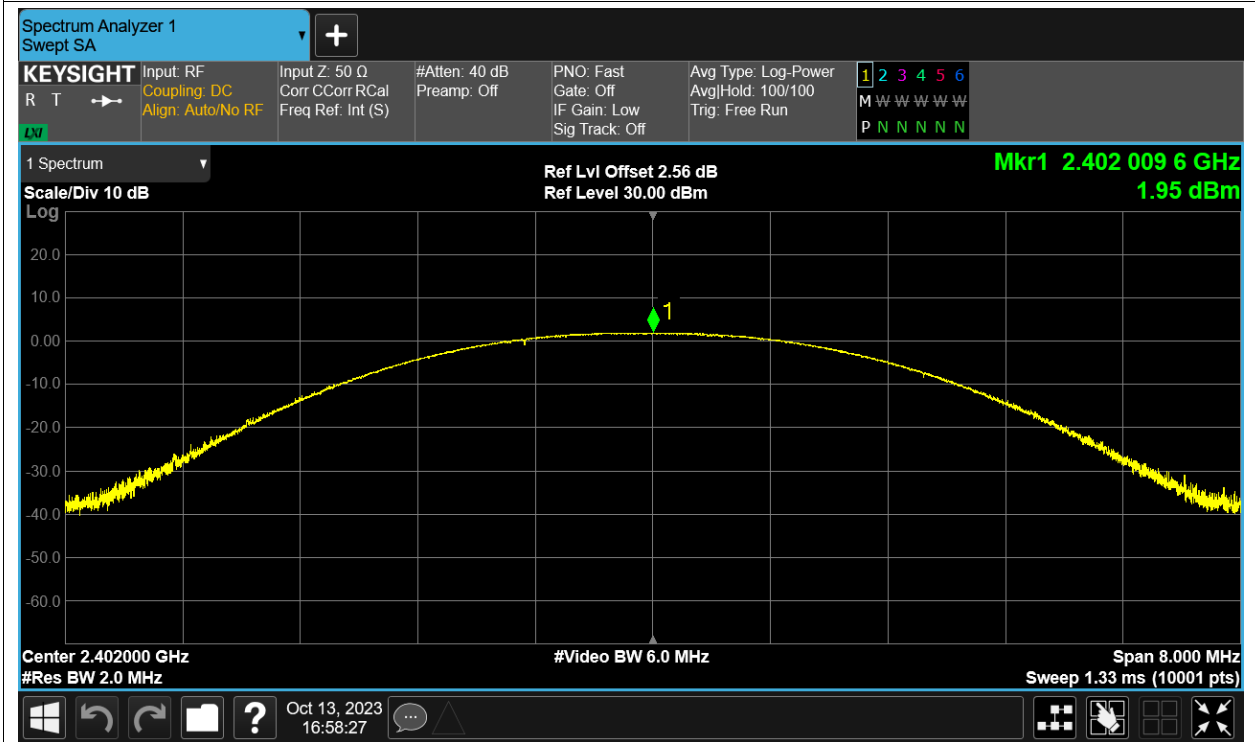 Spectrum Analyzer 1
Swept SA
+
KEYSIGHT
R T
LXI
Input: RF
Coupling: DC
Align: Auto/No RF
Input Z: 50 Ω
Corr CCorr RCal
Freq Ref: Int (S)
#Atten: 40 dB
Preamp: Off
PNO: Fast
Gate: Off
IF Gain: Low
Sig Track: Off
Avg Type: Log-Power
Avg|Hold: 100/100
Trig: Free Run
1 2 3 4 5 6
M W W W W W
P N N N N N
1 Spectrum
Scale/Div 10 dB
Log
Ref Lvl Offset 2.56 dB
Ref Level 30.00 dBm
Mkr1 2.402 009 6 GHz
1.95 dBm
20.0
10.0
0.00
-10.0
-20.0
-30.0
-40.0
-50.0
-60.0
1
Center 2.402000 GHz
#Res BW 2.0 MHz
#Video BW 6.0 MHz
Span 8.000 MHz
Sweep 1.33 ms (10001 pts)
?
Oct 13, 2023
16:58:27